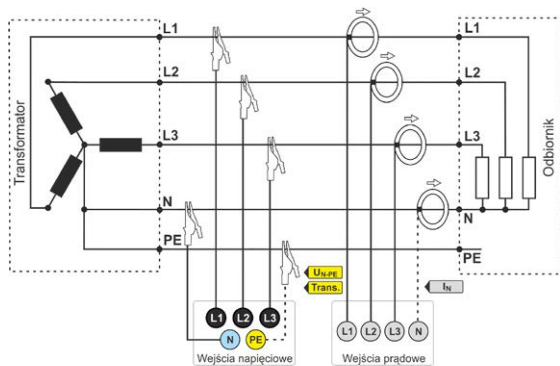 L1
L1
L2
L2
L3
L3
N
N
PE
PE
Transformator
Odbiornik
UN-PE
Trans.
IN
L1 L2 L3
N PE
Wejścia napięciowe
L1 L2 L3 N
Wejścia prądowe